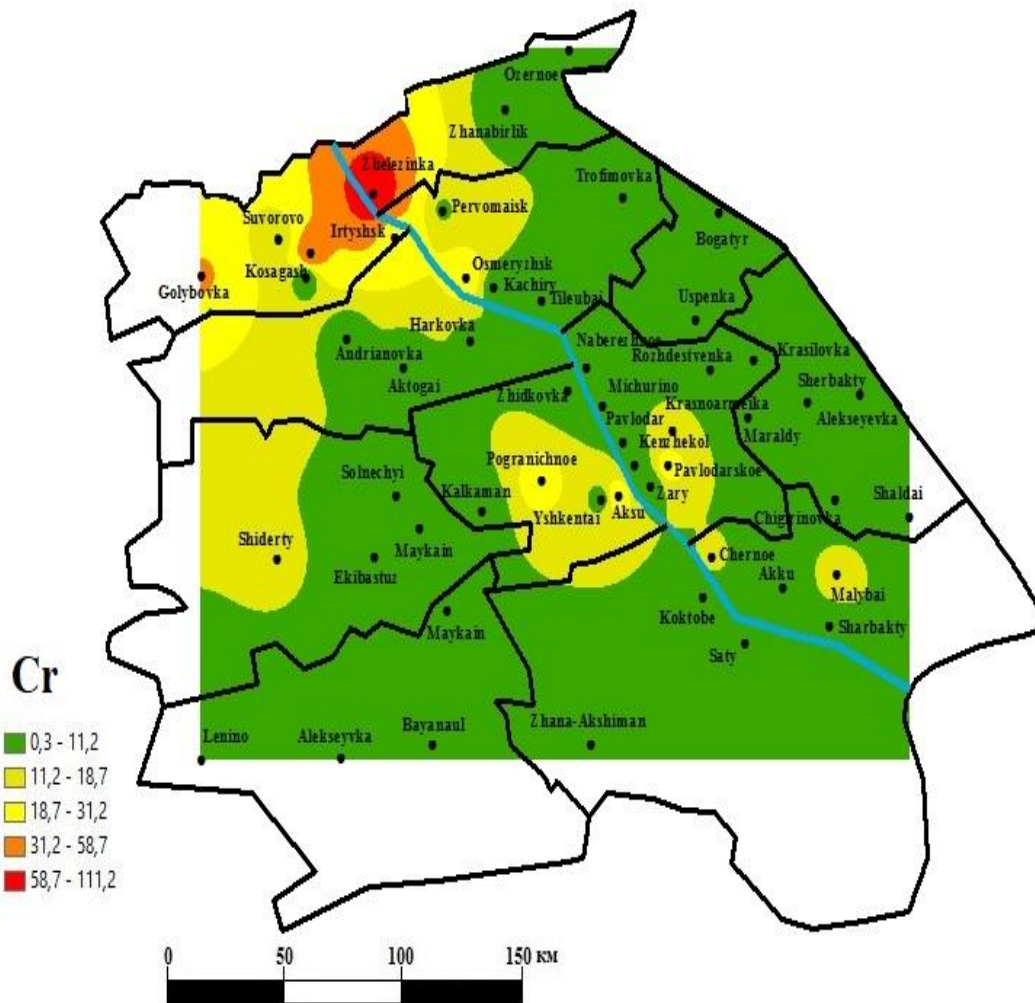 Ozernoe
Zhanabirlik
Zhelezinka
Trofimovka
Pervomaisk
Suvorovo
Irtyshsk
Bogatyr
Kosagash
Osmeryzhsk
Golybovka
Kachiry
Tileubai
Uspenka
Harkovka
Naberezhnoe
Andrianovka
Rozhdestvenka
Krasilovka
Aktogai
Zhidkovka
Michurino
Sherbakty
Krasnoarmeika
Pavlodar
Alekseyevka
Maraldy
Kenzhekol
Pogranichnoe
Pavlodarskoe
Solnechyi
Kalkaman
Zary
Yshkentai
Aksu
Shaldai
Chigirinovka
Maykain
Shiderty
Ekibastuz
Chernoe
Akku
Malybai
Koktobe
Maykain
Sharbakty
Saty
Cr
0,3 - 11,2
11,2 - 18,7
18,7 - 31,2
31,2 - 58,7
58,7 - 111,2
Lenino
Alekseyvka
Bayanaul
Zhana-Akshiman
0 50 100 150 км